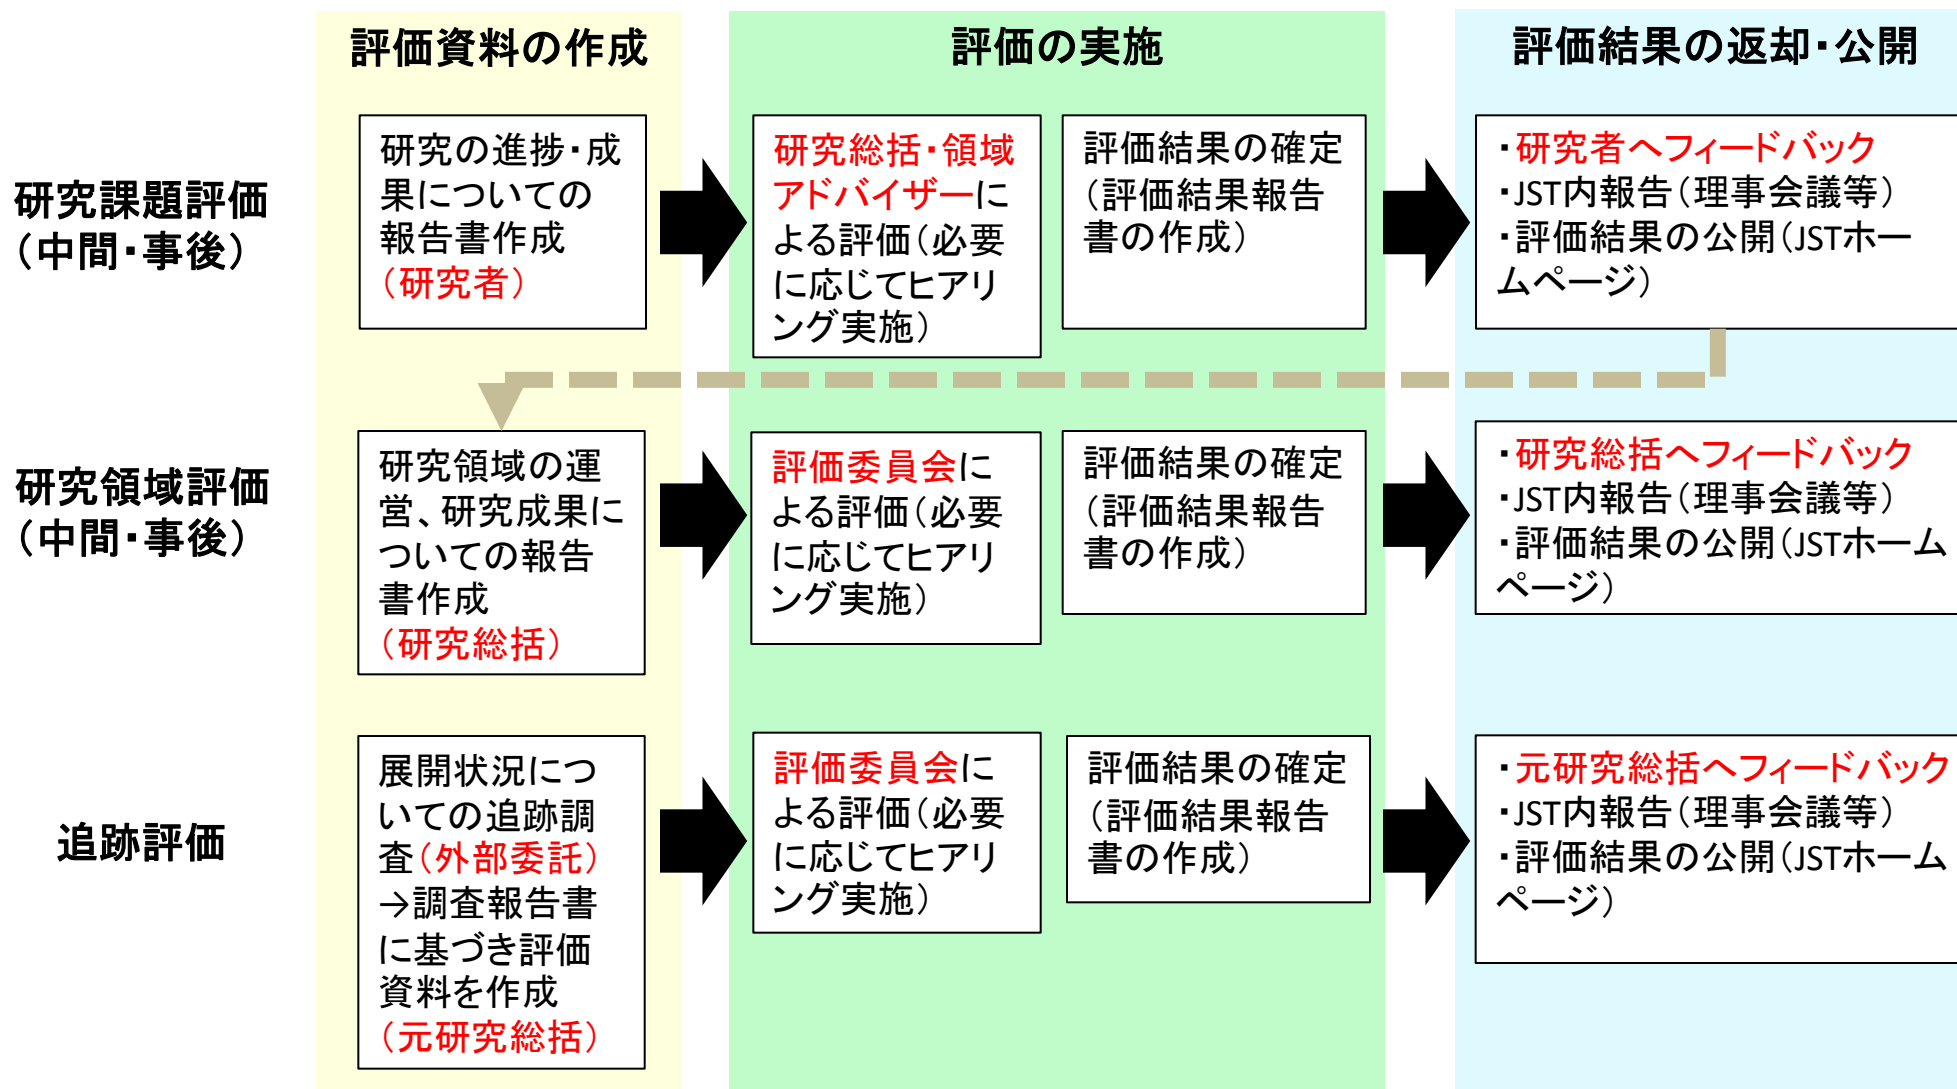 評価資料の作成
評価の実施
評価結果の返却・公開
研究課題評価
（中間・事後）
研究の進捗・成
果についての
報告書作成
（研究者）
研究総括・領域
アドバイザーに
よる評価（必要
に応じてヒアリ
ング実施）
評価結果の確定
（評価結果報告
書の作成）
・研究者へフィードバック
・JST内報告（理事会議等）
・評価結果の公開（JSTホー
ムページ）
研究領域評価
（中間・事後）
研究領域の運
営、研究成果に
ついての報告
書作成
（研究総括）
評価委員会に
よる評価（必要
に応じてヒアリ
ング実施）
評価結果の確定
（評価結果報告
書の作成）
・研究総括へフィードバック
・JST内報告（理事会議等）
・評価結果の公開（JSTホーム
ページ）
追跡評価
展開状況につ
いての追跡調
査（外部委託）
→調査報告書
に基づき評価
資料を作成
（元研究総括）
評価委員会に
よる評価（必要
に応じてヒアリ
ング実施）
評価結果の確定
（評価結果報告
書の作成）
・元研究総括へフィードバック
・JST内報告（理事会議等）
・評価結果の公開（JSTホーム
ページ）